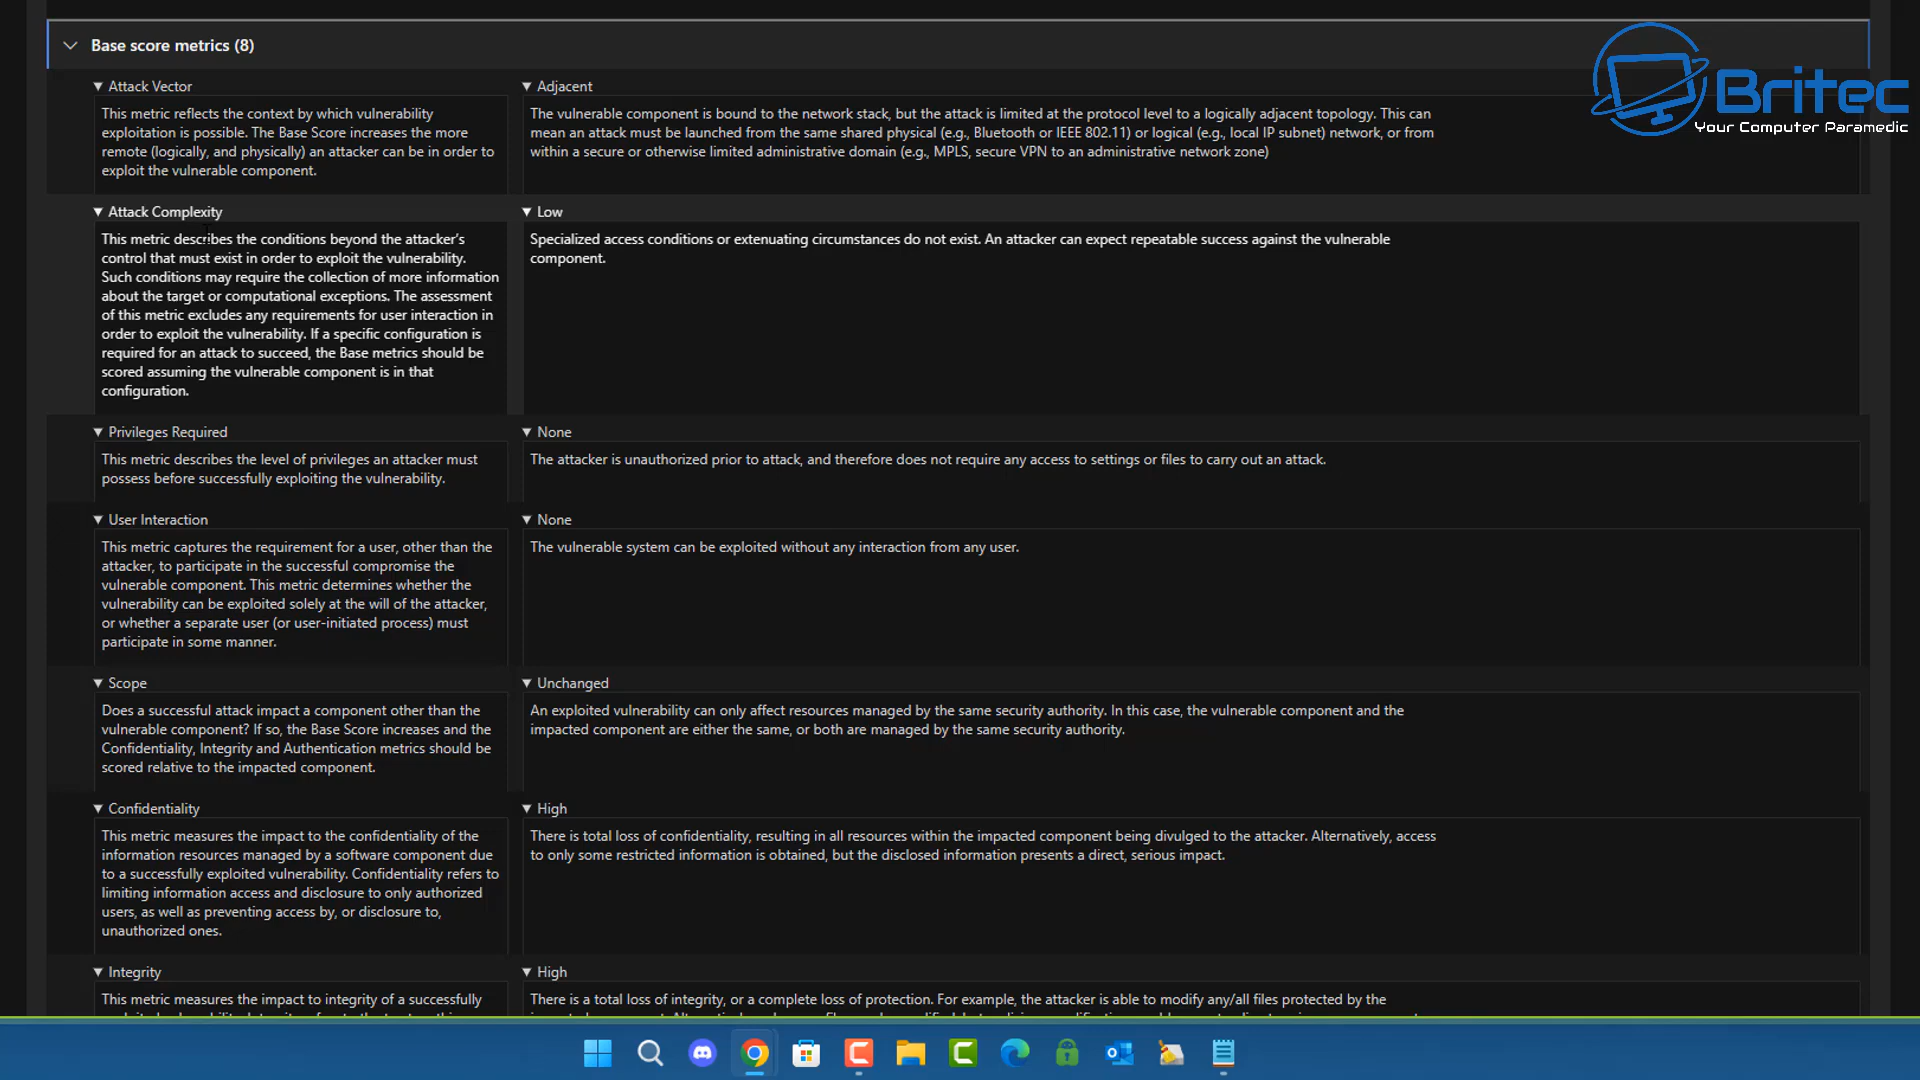 Base score metrics (8)
Britec
Your Computer Paramedic
Attack Vector
This metric reflects the context by which vulnerability
exploitation is possible. The Base Score increases the more
remote (logically, and physically) an attacker can be in order to
exploit the vulnerable component.
Adjacent
The vulnerable component is bound to the network stack, but the attack is limited at the protocol level to a logically adjacent topology. This can
mean an attack must be launched from the same shared physical (e.g., Bluetooth or IEEE 802.11) or logical (e.g., local IP subnet) network, or from
within a secure or otherwise limited administrative domain (e.g., MPLS, secure VPN to an administrative network zone)
Attack Complexity
This metric describes the conditions beyond the attacker's
control that must exist in order to exploit the vulnerability.
Such conditions may require the collection of more information
about the target or computational exceptions. The assessment
of this metric excludes any requirements for user interaction in
order to exploit the vulnerability. If a specific configuration is
required for an attack to succeed, the Base metrics should be
scored assuming the vulnerable component is in that
configuration.
Low
Specialized access conditions or extenuating circumstances do not exist. An attacker can expect repeatable success against the vulnerable
component.
Privileges Required
This metric describes the level of privileges an attacker must
possess before successfully exploiting the vulnerability.
None
The attacker is unauthorized prior to attack, and therefore does not require any access to settings or files to carry out an attack.
User Interaction
This metric captures the requirement for a user, other than the
attacker, to participate in the successful compromise the
vulnerable component. This metric determines whether the
vulnerability can be exploited solely at the will of the attacker,
or whether a separate user (or user-initiated process) must
participate in some manner.
None
The vulnerable system can be exploited without any interaction from any user.
Scope
Does a successful attack impact a component other than the
vulnerable component? If so, the Base Score increases and the
Confidentiality, Integrity and Authentication metrics should be
scored relative to the impacted component.
Unchanged
An exploited vulnerability can only affect resources managed by the same security authority. In this case, the vulnerable component and the
impacted component are either the same, or both are managed by the same security authority.
Confidentiality
This metric measures the impact to the confidentiality of the
information resources managed by a software component due
to a successfully exploited vulnerability. Confidentiality refers to
limiting information access and disclosure to only authorized
users, as well as preventing access by, or disclosure to,
unauthorized ones.
High
There is total loss of confidentiality, resulting in all resources within the impacted component being divulged to the attacker. Alternatively, access
to only some restricted information is obtained, but the disclosed information presents a direct, serious impact.
Integrity
This metric measures the impact to integrity of a successfully
High
There is a total loss of integrity, or a complete loss of protection. For example, the attacker is able to modify any/all files protected by the